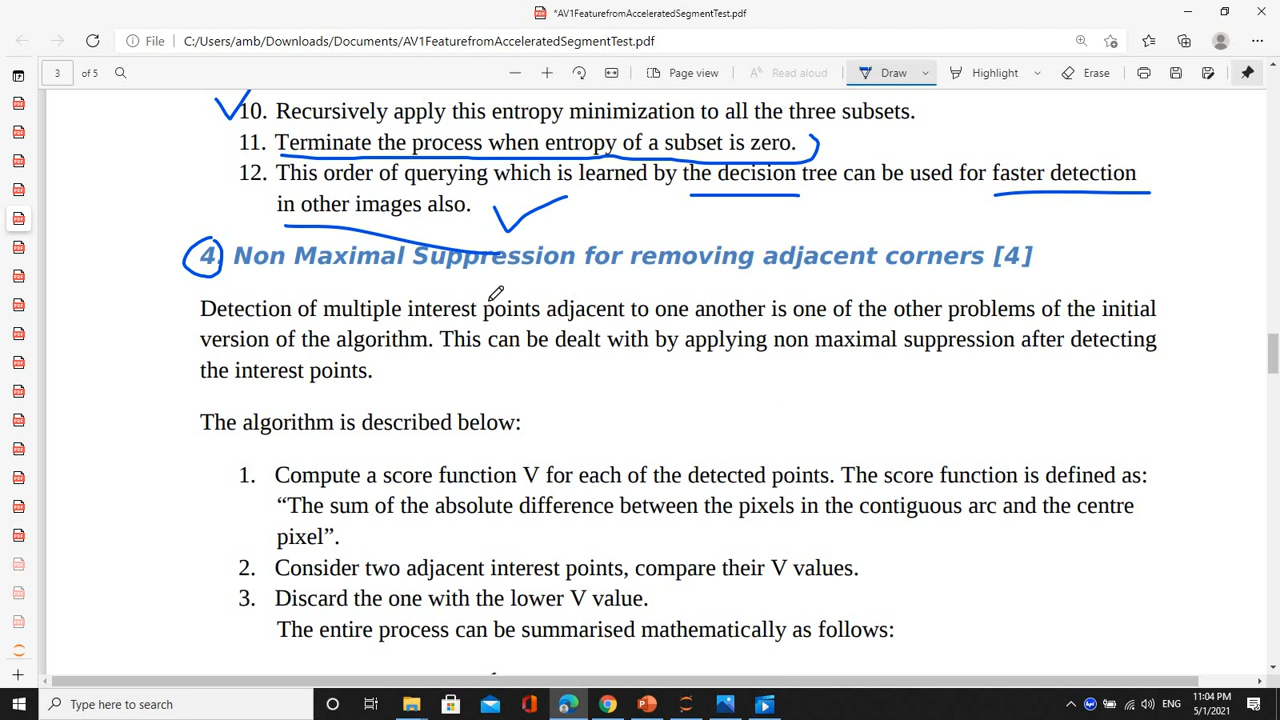 *AV1FeaturefromAcceleratedSegmentTest.pdf
File C:/Users/amb/Downloads/Documents/AV1FeaturefromAcceleratedSegmentTest.pdf
3 of 5 Page view Read aloud Draw Highlight Erase
10. Recursively apply this entropy minimization to all the three subsets.
11. Terminate the process when entropy of a subset is zero.
12. This order of querying which is learned by the decision tree can be used for faster detection
in other images also.
4. Non Maximal Suppression for removing adjacent corners [4]
Detection of multiple interest points adjacent to one another is one of the other problems of the initial
version of the algorithm. This can be dealt with by applying non maximal suppression after detecting
the interest points.
The algorithm is described below:
1. Compute a score function V for each of the detected points. The score function is defined as:
“The sum of the absolute difference between the pixels in the contiguous arc and the centre
pixel”.
2. Consider two adjacent interest points, compare their V values.
3. Discard the one with the lower V value.
The entire process can be summarised mathematically as follows:
Type here to search
ENG
11:04 PM
5/1/2021